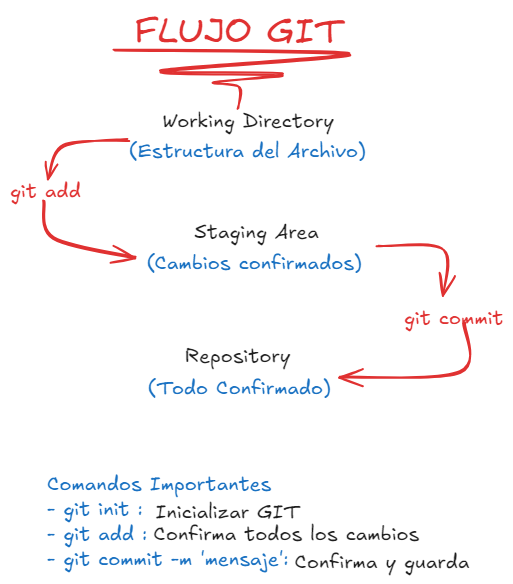 FLUJO GIT
Working Directory
(Estructura del Archivo)
git add
Staging Area
(Cambios confirmados)
git commit
Repository
(Todo Confirmado)
Comandos Importantes
- git init : Inicializar GIT
- git add : Confirma todos los cambios
- git commit -m 'mensaje': Confirma y guarda